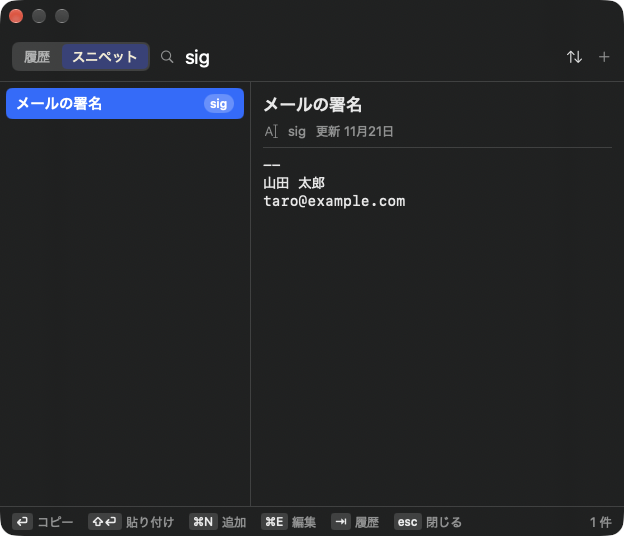 履歴 スニペット sig
メールの署名 sig
メールの署名
sig 更新 11月21日
——
山田 太郎
taro@example.com
コピー 貼り付け ⌘N 追加 ⌘E 編集 履歴 esc 閉じる 1 件